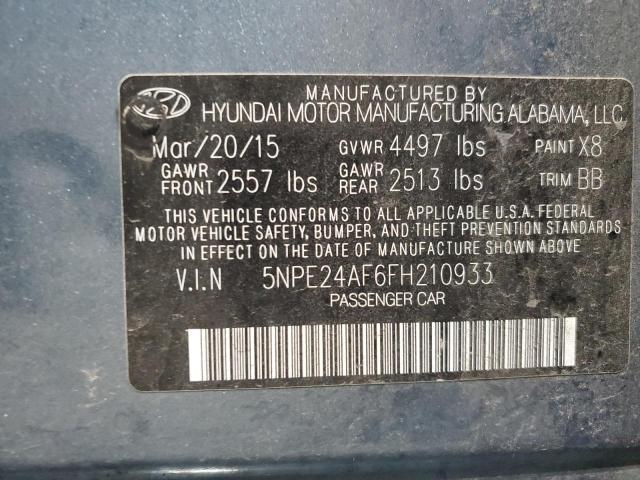 MANUFACTURED BY
HYUNDAI MOTOR MANUFACTURING ALABAMA, LLC
Mar/20/15 GVWR 4497 lbs PAINT X8
GAWR FRONT 2557 lbs GAWR REAR 2513 lbs TRIM BB
THIS VEHICLE CONFORMS TO ALL APPLICABLE U.S.A. FEDERAL
MOTOR VEHICLE SAFETY, BUMPER, AND THEFT PREVENTION STANDARDS
IN EFFECT ON THE DATE OF MANUFACTURE SHOWN ABOVE
V.I.N 5NPE24AF6FH210933
PASSENGER CAR